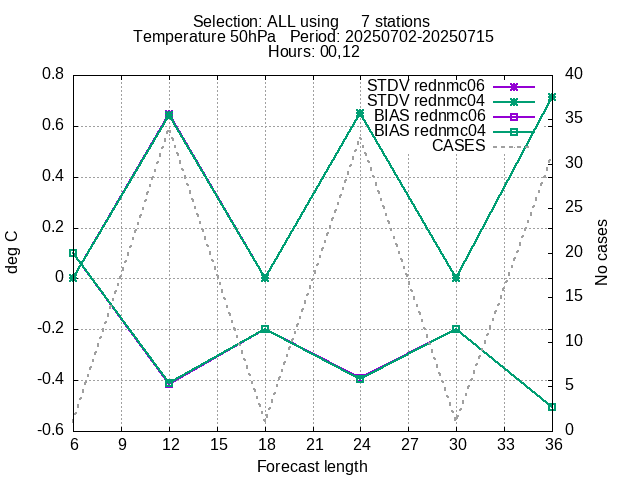 Selection: ALL using 7 stations
Temperature 50hPa Period: 20250702-20250715
Hours: 00,12
STDV rednmc06
STDV rednmc04
BIAS rednmc06
BIAS rednmc04
CASES
deg C
0.8
0.6
0.4
0.2
0
-0.2
-0.4
-0.6
No cases
40
35
30
25
20
15
10
5
0
6 9 12 15 18 21 24 27 30 33 36
Forecast length